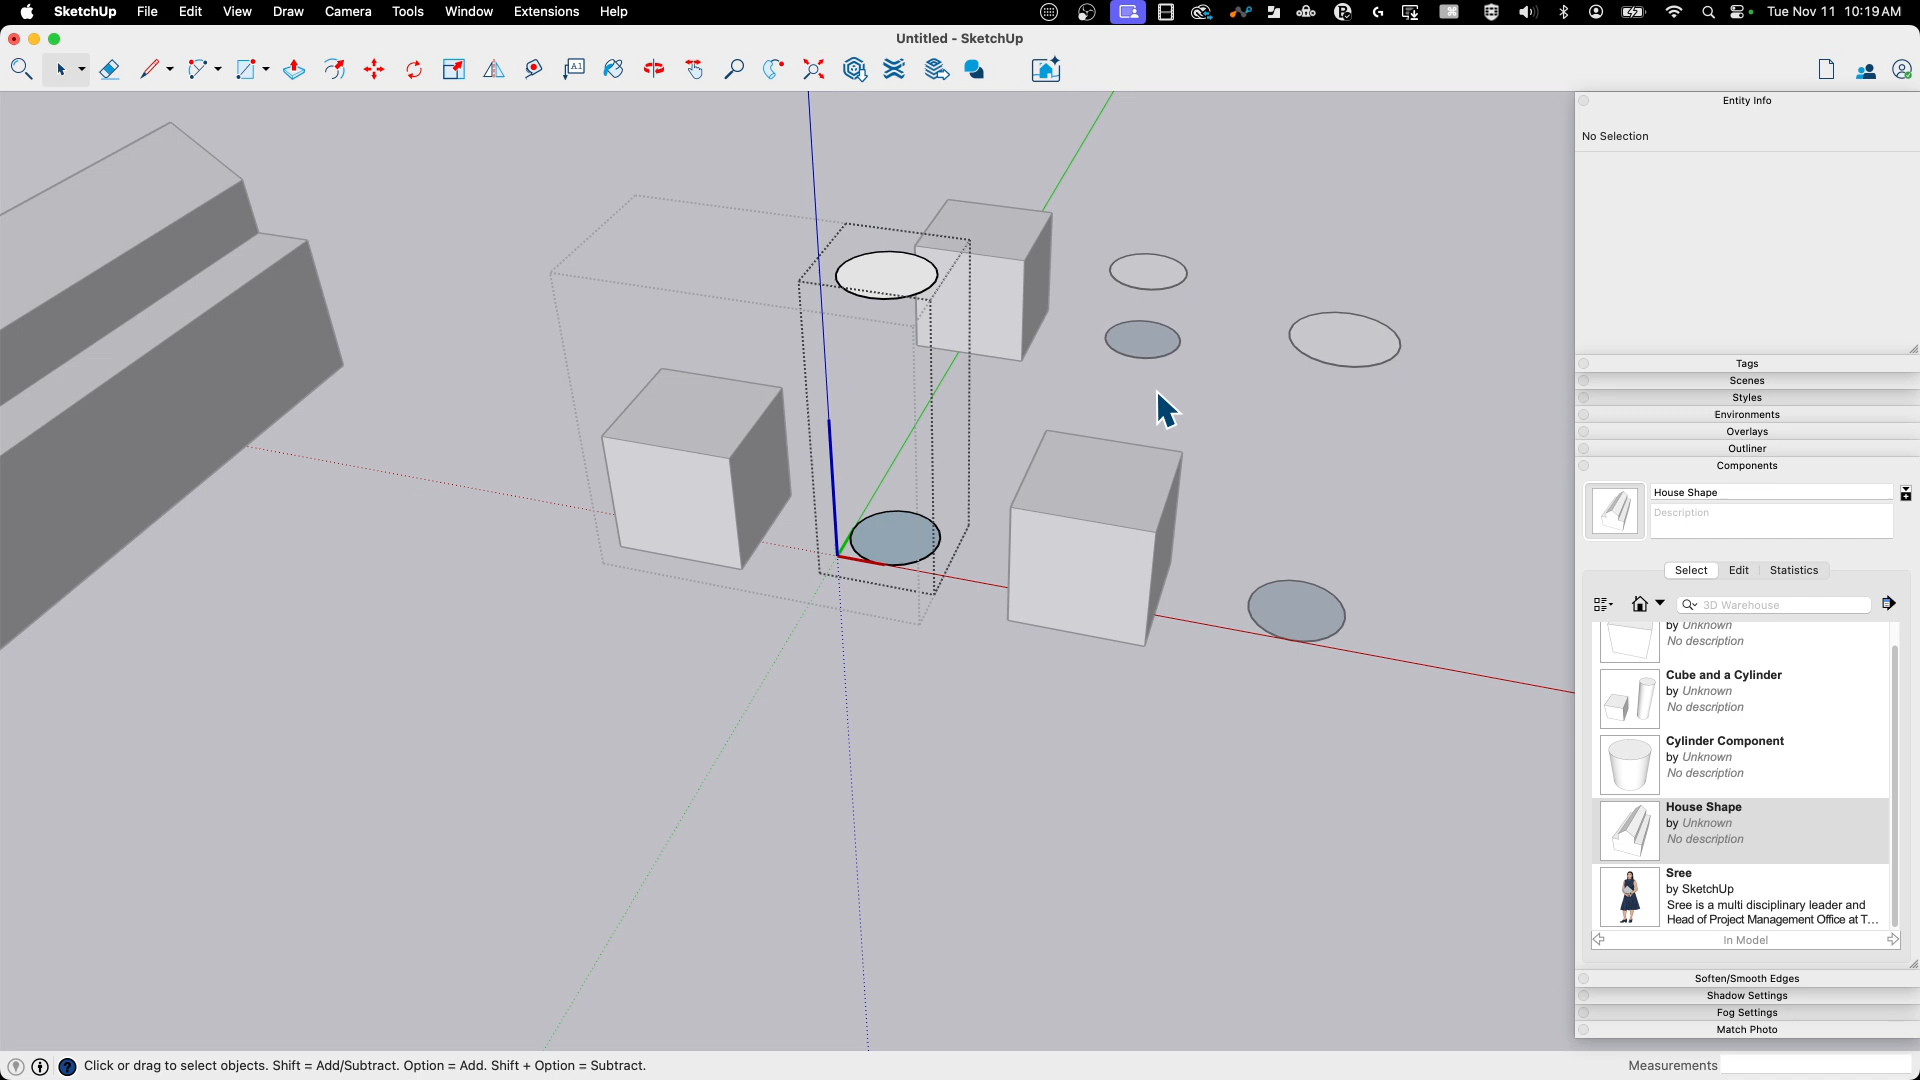 SketchUp File Edit View Draw Camera Tools Window Extensions Help Tue Nov 11 10:19 AM
Untitled - SketchUp
A1
Entity Info
No Selection
Tags
Scenes
Styles
Environments
Overlays
Outliner
Components
House Shape
Description
Select Edit Statistics
3D Warehouse
by Unknown
No description
Cube and a Cylinder
by Unknown
No description
Cylinder Component
by Unknown
No description
House Shape
by Unknown
No description
Sree
by SketchUp
Sree is a multi disciplinary leader and
Head of Project Management Office at T...
In Model
Soften/Smooth Edges
Shadow Settings
Fog Settings
Match Photo
Click or drag to select objects. Shift = Add/Subtract. Option = Add. Shift + Option = Subtract.
Measurements